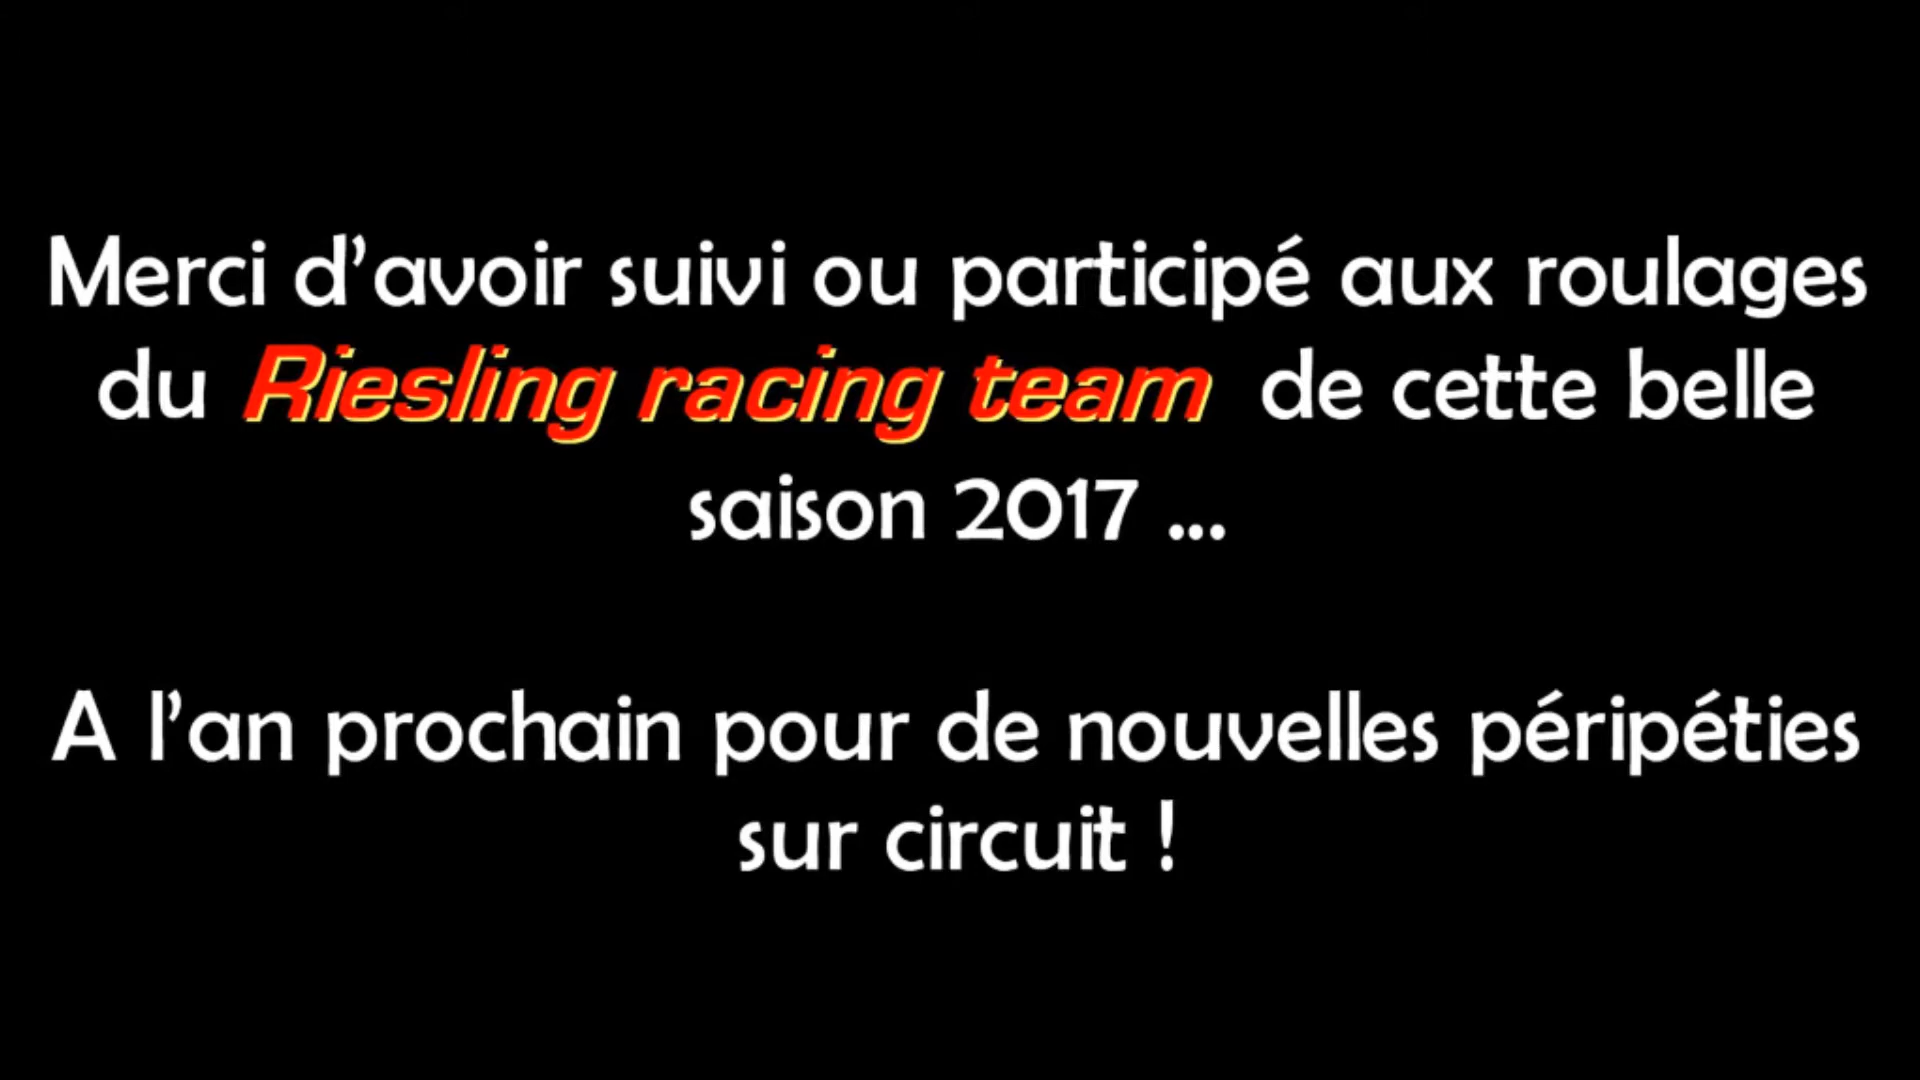 Merci d’avoir suivi ou participé aux roulages
du Riesling racing team de cette belle
saison 2017 ...
A l’an prochain pour de nouvelles péripéties
sur circuit !